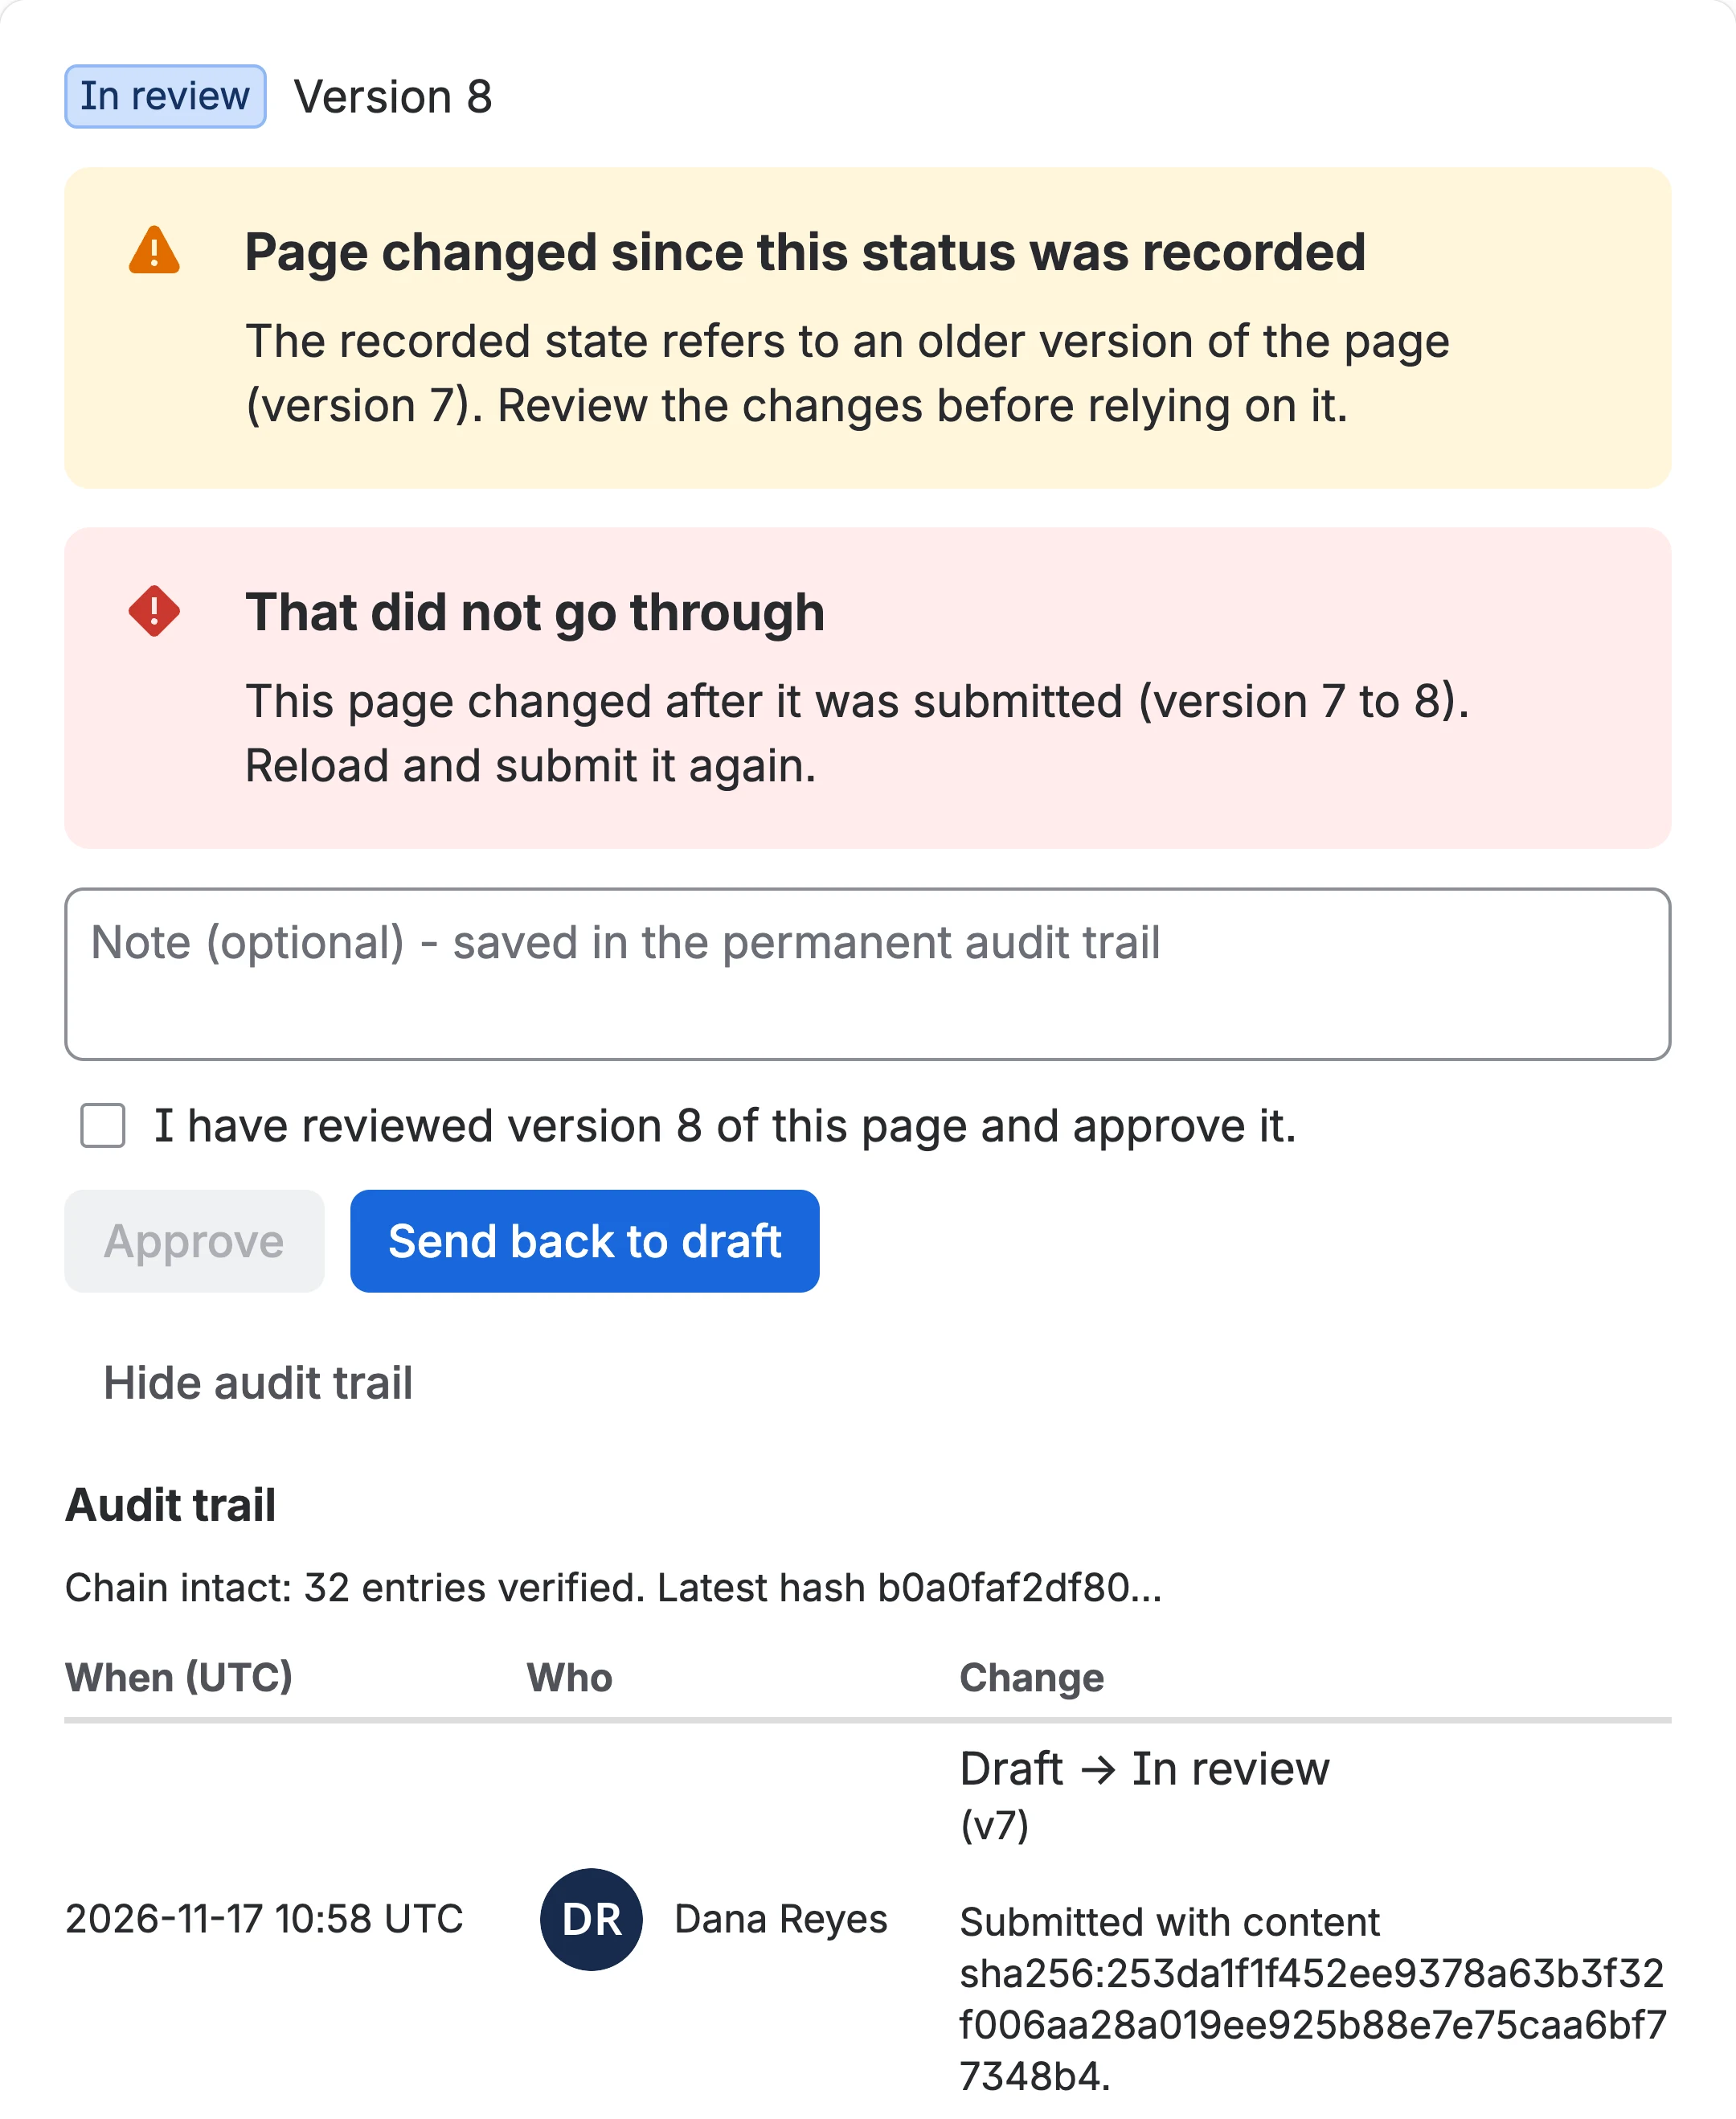 In review Version 8
Page changed since this status was recorded
The recorded state refers to an older version of the page
(version 7). Review the changes before relying on it.
That did not go through
This page changed after it was submitted (version 7 to 8).
Reload and submit it again.
Note (optional) - saved in the permanent audit trail
I have reviewed version 8 of this page and approve it.
Approve Send back to draft
Hide audit trail
Audit trail
Chain intact: 32 entries verified. Latest hash b0a0faf2df80...
When (UTC) Who Change
Draft → In review
(v7)
2026-11-17 10:58 UTC DR Dana Reyes
Submitted with content
sha256:253da1f1f452ee9378a63b3f32
f006aa28a019ee925b88e7e75caa6bf7
7348b4.